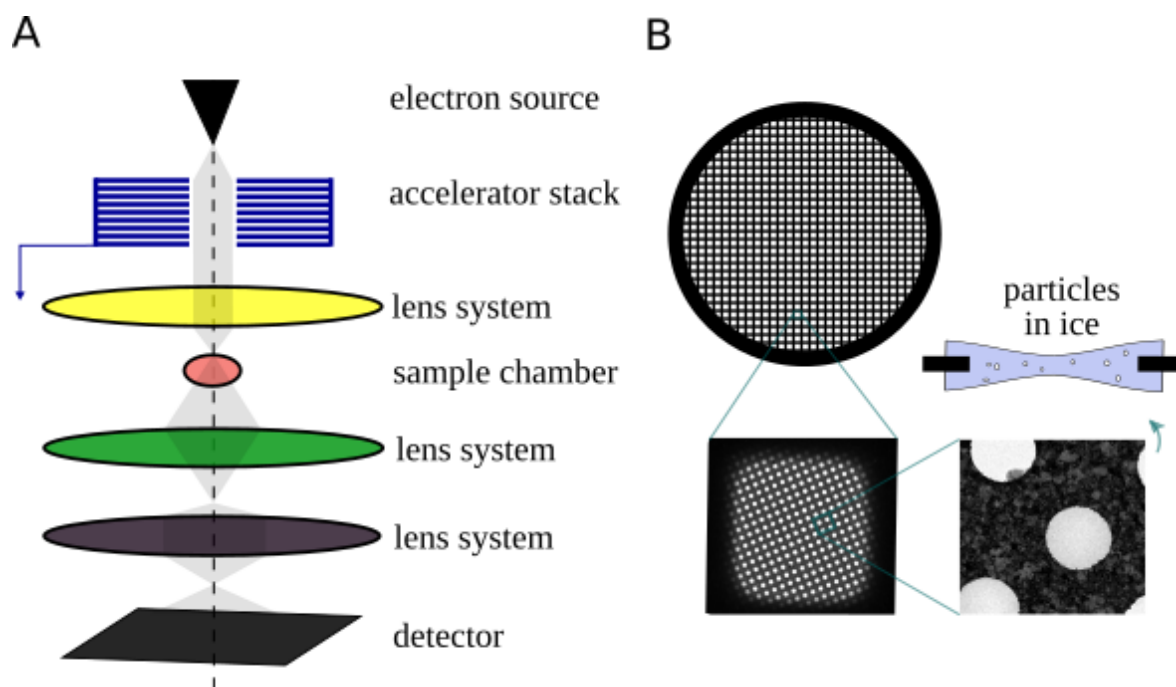 A
electron source
accelerator stack
lens system
sample chamber
lens system
lens system
detector
B
particles
in ice